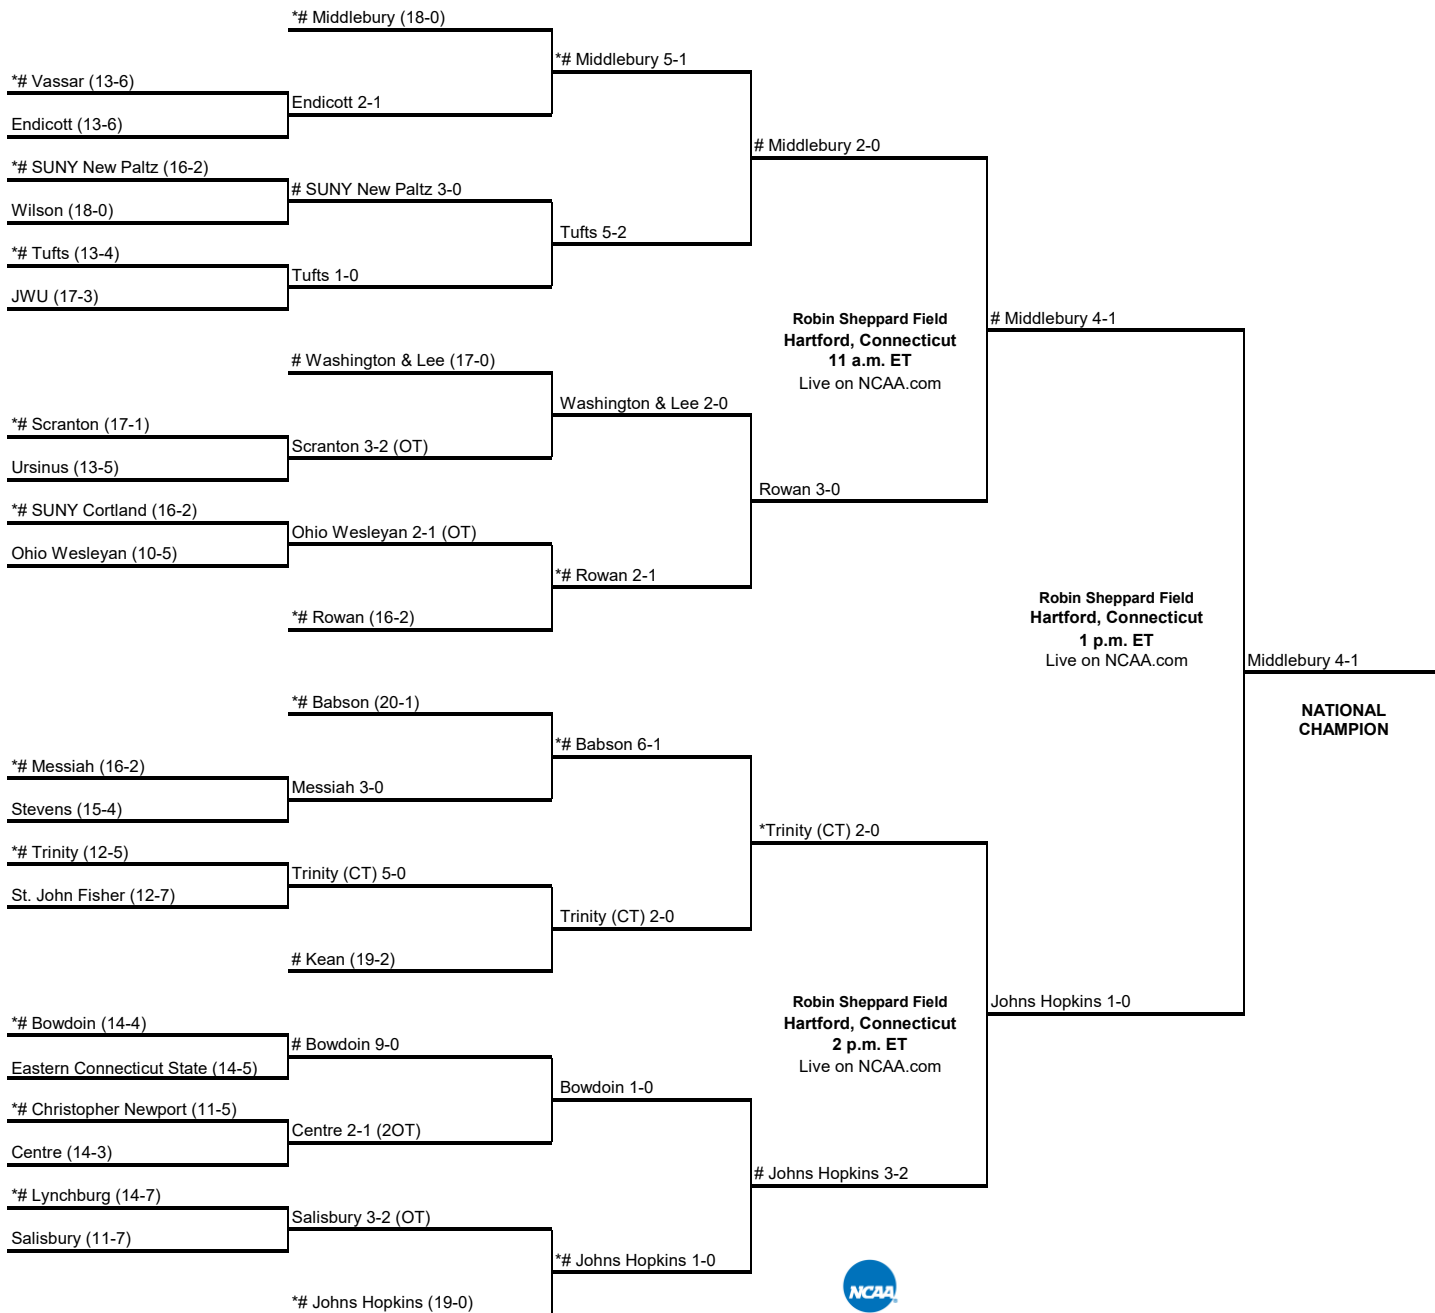 *# Middlebury (18-0)
*# Middlebury 5-1
*# Vassar (13-6)
Endicott 2-1
Endicott (13-6)
# Middlebury 2-0
*# SUNY New Paltz (16-2)
# SUNY New Paltz 3-0
Wilson (18-0)
Tufts 5-2
*# Tufts (13-4)
Tufts 1-0
JWU (17-3)
Robin Sheppard Field
Hartford, Connecticut
11 a.m. ET
Live on NCAA.com
# Middlebury 4-1
# Washington & Lee (17-0)
Washington & Lee 2-0
*# Scranton (17-1)
Scranton 3-2 (OT)
Ursinus (13-5)
Rowan 3-0
*# SUNY Cortland (16-2)
Ohio Wesleyan 2-1 (OT)
Ohio Wesleyan (10-5)
*# Rowan 2-1
*# Rowan (16-2)
Robin Sheppard Field
Hartford, Connecticut
1 p.m. ET
Live on NCAA.com
Middlebury 4-1
NATIONAL
CHAMPION
*# Babson (20-1)
*# Babson 6-1
*# Messiah (16-2)
Messiah 3-0
Stevens (15-4)
*Trinity (CT) 2-0
*# Trinity (12-5)
Trinity (CT) 5-0
St. John Fisher (12-7)
Trinity (CT) 2-0
# Kean (19-2)
Robin Sheppard Field
Hartford, Connecticut
2 p.m. ET
Live on NCAA.com
Johns Hopkins 1-0
*# Bowdoin (14-4)
# Bowdoin 9-0
Eastern Connecticut State (14-5)
Bowdoin 1-0
*# Christopher Newport (11-5)
Centre 2-1 (2OT)
Centre (14-3)
# Johns Hopkins 3-2
*# Lynchburg (14-7)
Salisbury 3-2 (OT)
Salisbury (11-7)
*# Johns Hopkins 1-0
*# Johns Hopkins (19-0)
NCAA